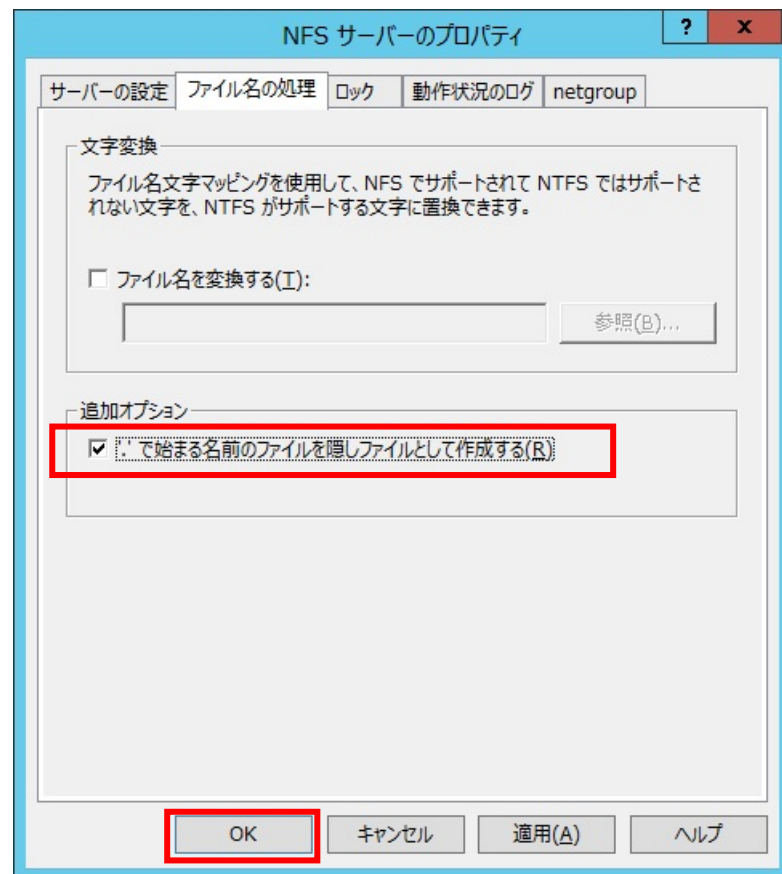 NFS サーバーのプロパティ
?
x
サーバーの設定
ファイル名の処理
ロック
動作状況のログ
netgroup
文字変換
ファイル名文字マッピングを使用して、NFS でサポートされて NTFS ではサポートさ
れない文字を、NTFS がサポートする文字に置換できます。
ファイル名を変換する(T):
参照(B)...
追加オプション
'.' で始まる名前のファイルを隠しファイルとして作成する(R)
OK
キャンセル
適用(A)
ヘルプ